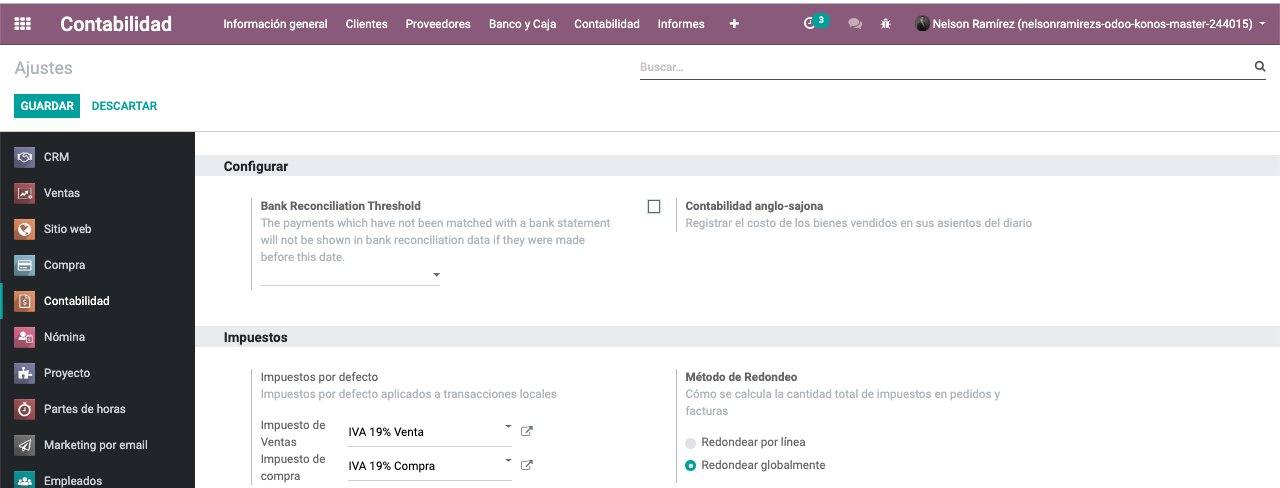 Contabilidad
Información general
Clientes
Proveedores
Banco y Caja
Contabilidad
Informes
3
Nelson Ramírez (nelsonramirezs-odoo-konos-master-244015)
Ajustes
Buscar...
GUARDAR
DESCARTAR
CRM
Ventas
Sitio web
Compra
Contabilidad
Nómina
Proyecto
Partes de horas
Marketing por email
Empleados
Configurar
Bank Reconciliation Threshold
The payments which have not been matched with a bank statement
will not be shown in bank reconciliation data if they were made
before this date.
Contabilidad anglo-sajona
Registrar el costo de los bienes vendidos en sus asientos del diario
Impuestos
Impuestos por defecto
Impuestos por defecto aplicados a transacciones locales
Impuesto de
Ventas
IVA 19% Venta
Impuesto de
compra
IVA 19% Compra
Método de Redondeo
Cómo se calcula la cantidad total de impuestos en pedidos y
facturas
Redondear por línea
Redondear globalmente